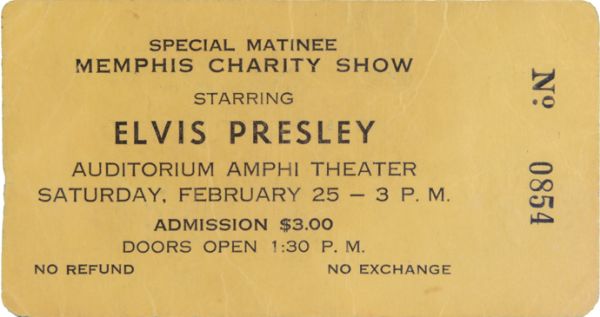 SPECIAL MATINEE
MEMPHIS CHARITY SHOW
STARRING
ELVIS PRESLEY
AUDITORIUM AMPHI THEATER
SATURDAY, FEBRUARY 25 – 3 P. M.
ADMISSION $3.00
DOORS OPEN 1:30 P. M.
NO REFUND NO EXCHANGE
Nº 0854